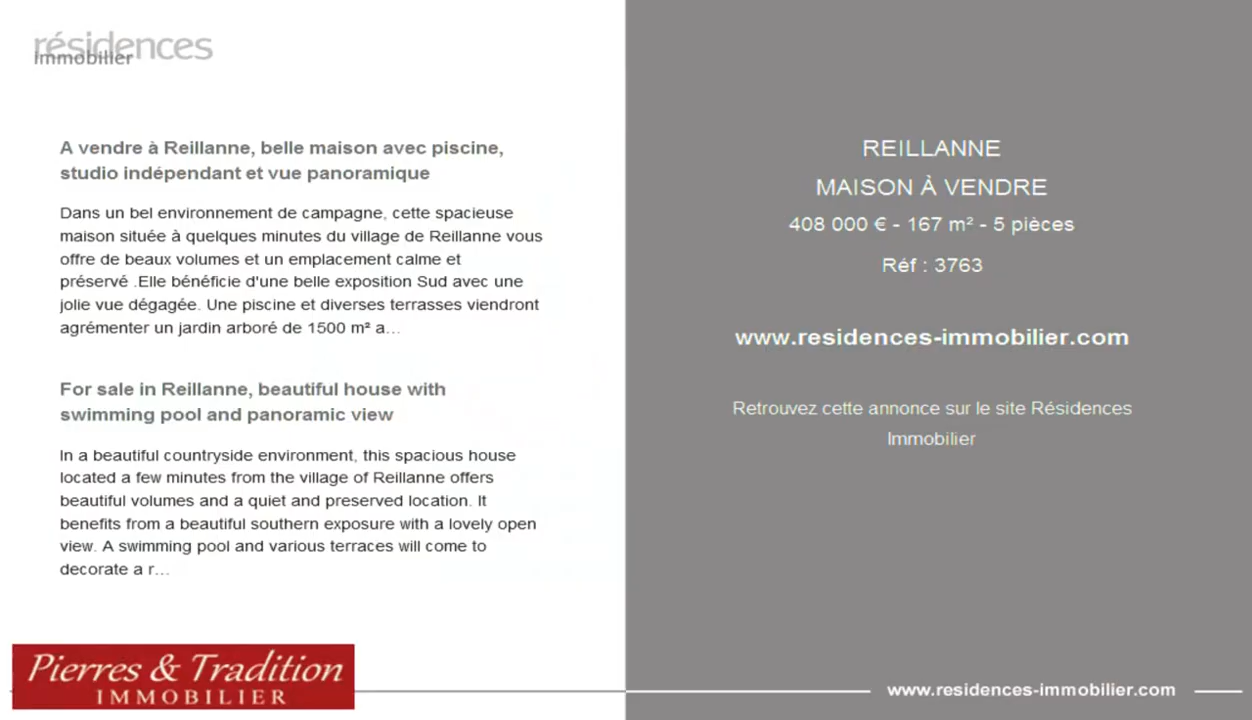 résidences
immobilier
A vendre à Reillanne, belle maison avec piscine,
studio indépendant et vue panoramique
Dans un bel environnement de campagne, cette spacieuse
maison située à quelques minutes du village de Reillanne vous
offre de beaux volumes et un emplacement calme et
préservé .Elle bénéficie d'une belle exposition Sud avec une
jolie vue dégagée. Une piscine et diverses terrasses viendront
agrémenter un jardin arboré de 1500 m² a...
For sale in Reillanne, beautiful house with
swimming pool and panoramic view
In a beautiful countryside environment, this spacious house
located a few minutes from the village of Reillanne offers
beautiful volumes and a quiet and preserved location. It
benefits from a beautiful southern exposure with a lovely open
view. A swimming pool and various terraces will come to
decorate a r...
Pierres & Tradition
IMMOBILIER
REILLANNE
MAISON À VENDRE
408 000 € - 167 m² - 5 pièces
Réf : 3763
www.residences-immobilier.com
Retrouvez cette annonce sur le site Résidences
Immobilier
www.residences-immobilier.com